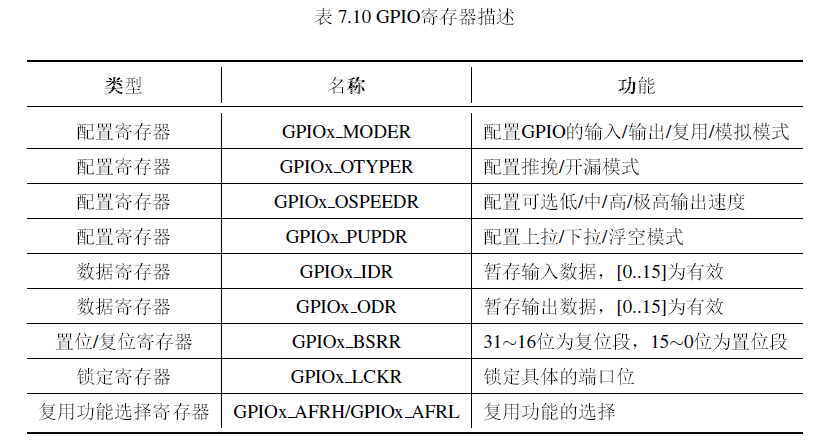 表 7.10 GPIO寄存器描述
类型 名称 功能
配置寄存器 GPIOx_MODER 配置GPIO的输入/输出/复用/模拟模式
配置寄存器 GPIOx_OTYPER 配置推挽/开漏模式
配置寄存器 GPIOx_OSPEEDR 配置可选低/中/高/极高输出速度
配置寄存器 GPIOx_PUPDR 配置上拉/下拉/浮空模式
数据寄存器 GPIOx_IDR 暂存输入数据，[0..15]为有效
数据寄存器 GPIOx_ODR 暂存输出数据，[0..15]为有效
置位/复位寄存器 GPIOx_BSRR 31~16位为复位段，15~0位为置位段
锁定寄存器 GPIOx_LCKR 锁定具体的端口位
复用功能选择寄存器 GPIOx_AFRH/GPIOx_AFRL 复用功能的选择